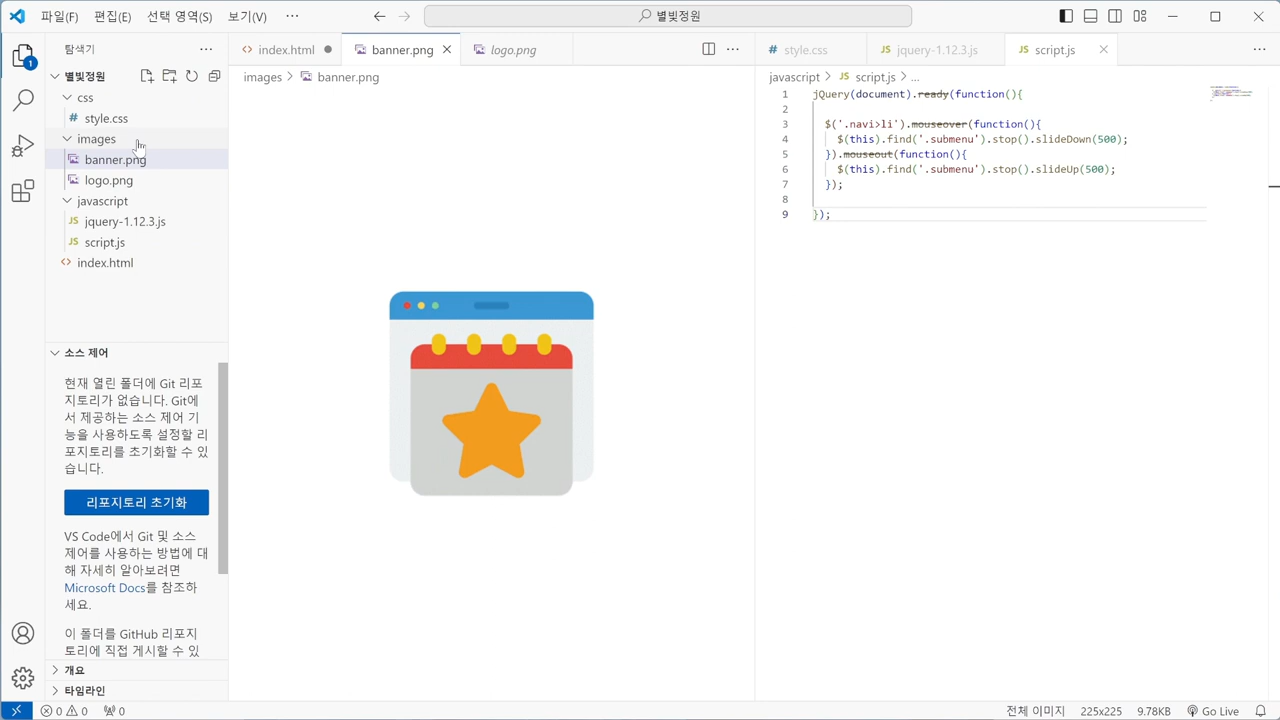 파일(F)
편집(E)
선택 영역(S)
보기(V)
별빛정원
탐색기
index.html
banner.png
logo.png
style.css
jquery-1.12.3.js
script.js
별빛정원
css
style.css
images
banner.png
logo.png
javascript
jquery-1.12.3.js
script.js
index.html
1
images > banner.png
javascript > JS script.js > ...
1 jQuery(document).ready(function(){
2
3 $('.navi>li').mouseover(function(){
4 $(this).find('.submenu').stop().slideDown(500);
5 }).mouseout(function(){
6 $(this).find('.submenu').stop().slideUp(500);
7 });
8
9 });
소스 제어
현재 열린 폴더에 Git 리포
지토리가 없습니다. Git에
서 제공하는 소스 제어 기
능을 사용하도록 설정할 리
포지토리를 초기화할 수 있
습니다.
리포지토리 초기화
VS Code에서 Git 및 소스
제어를 사용하는 방법에 대
해 자세히 알아보려면
Microsoft Docs를 참조하
세요.
이 폴더를 GitHub 리포지
토리에 직접 게시할 수 있
개요
타임라인
0 0 0
전체 이미지
225x225
9.78KB
Go Live